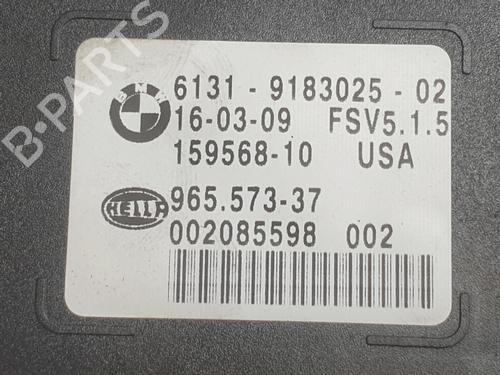 B-PARTS
BMW
6131 - 9183025 - 02
16-03-09 FSV5.1.5
159568-10 USA
HELLA
965.573-37
002085598 002